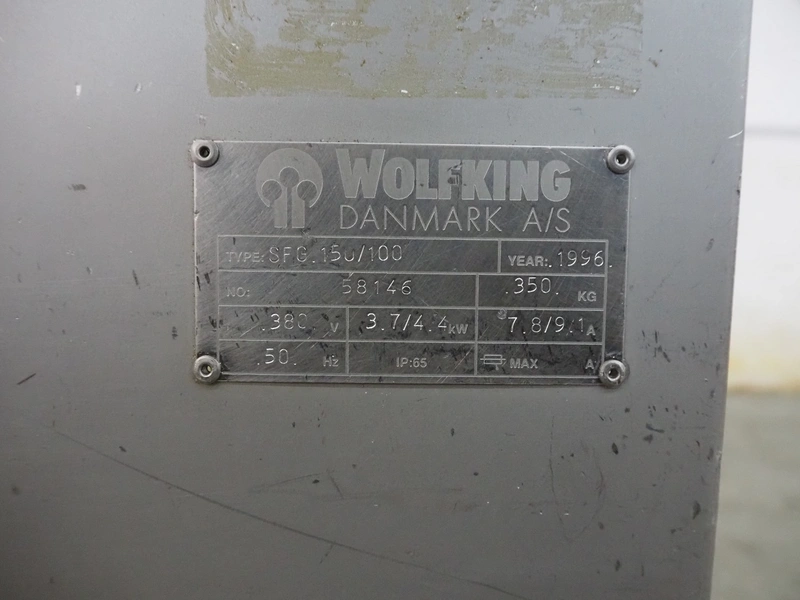 WOLFKING
DANMARK A/S
TYPE: SFG.150/100 YEAR: .1996.
NO: 58146 .350. KG
.380 V 3.7/4.4 kW 7.8/9.1 A
.50. Hz IP:65 MAX A